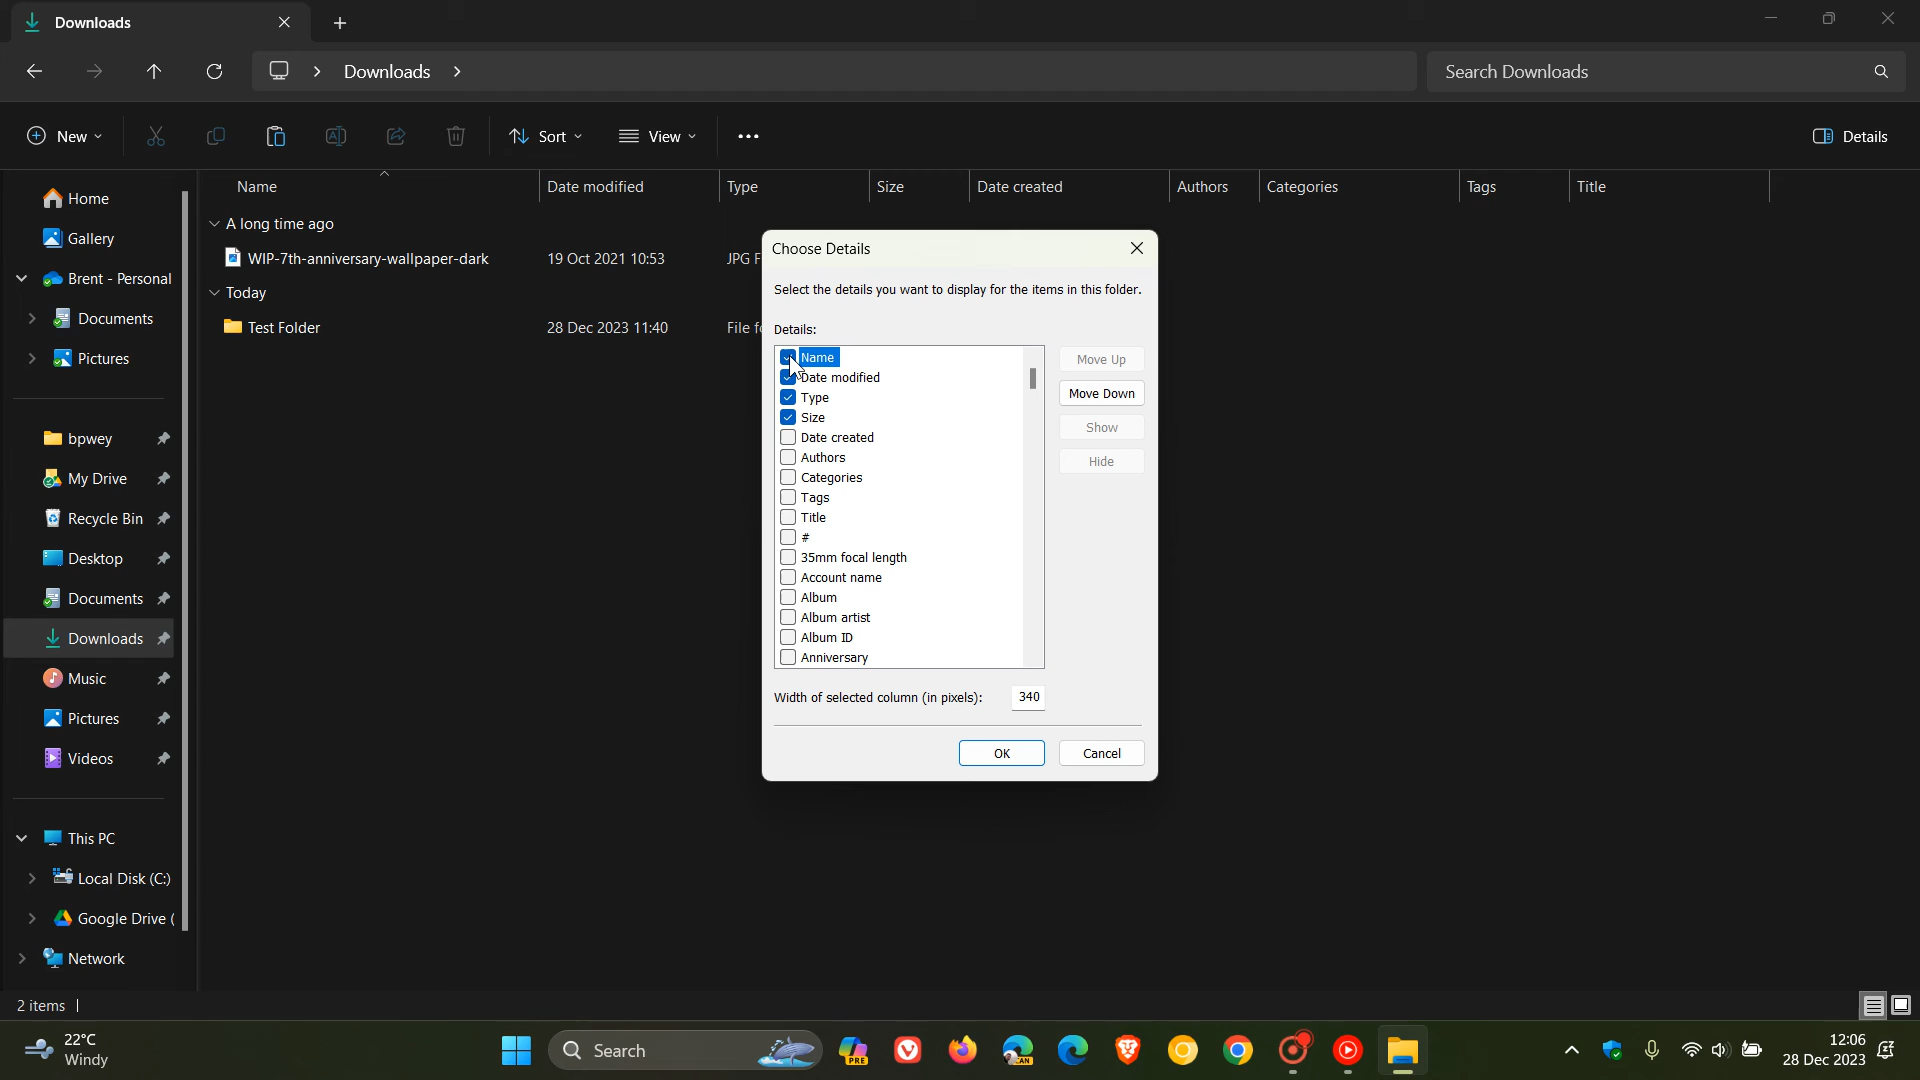 Downloads
Downloads
Search Downloads
New
Sort
View
Details
Name
Date modified
Type
Size
Date created
Authors
Categories
Tags
Title
A long time ago
WIP-7th-anniversary-wallpaper-dark
19 Oct 2021 10:53
JPG F
Today
Test Folder
28 Dec 2023 11:40
File fo
Home
Gallery
Brent - Personal
Documents
Pictures
bpwey
My Drive
Recycle Bin
Desktop
Documents
Downloads
Music
Pictures
Videos
This PC
Local Disk (C:)
Google Drive (
Network
Choose Details
Select the details you want to display for the items in this folder.
Details:
Name
Date modified
Type
Size
Date created
Authors
Categories
Tags
Title
#
35mm focal length
Account name
Album
Album artist
Album ID
Anniversary
Move Up
Move Down
Show
Hide
Width of selected column (in pixels): 340
OK
Cancel
2 items
22°C
Windy
Search
PRE
CAN
12:06
28 Dec 2023